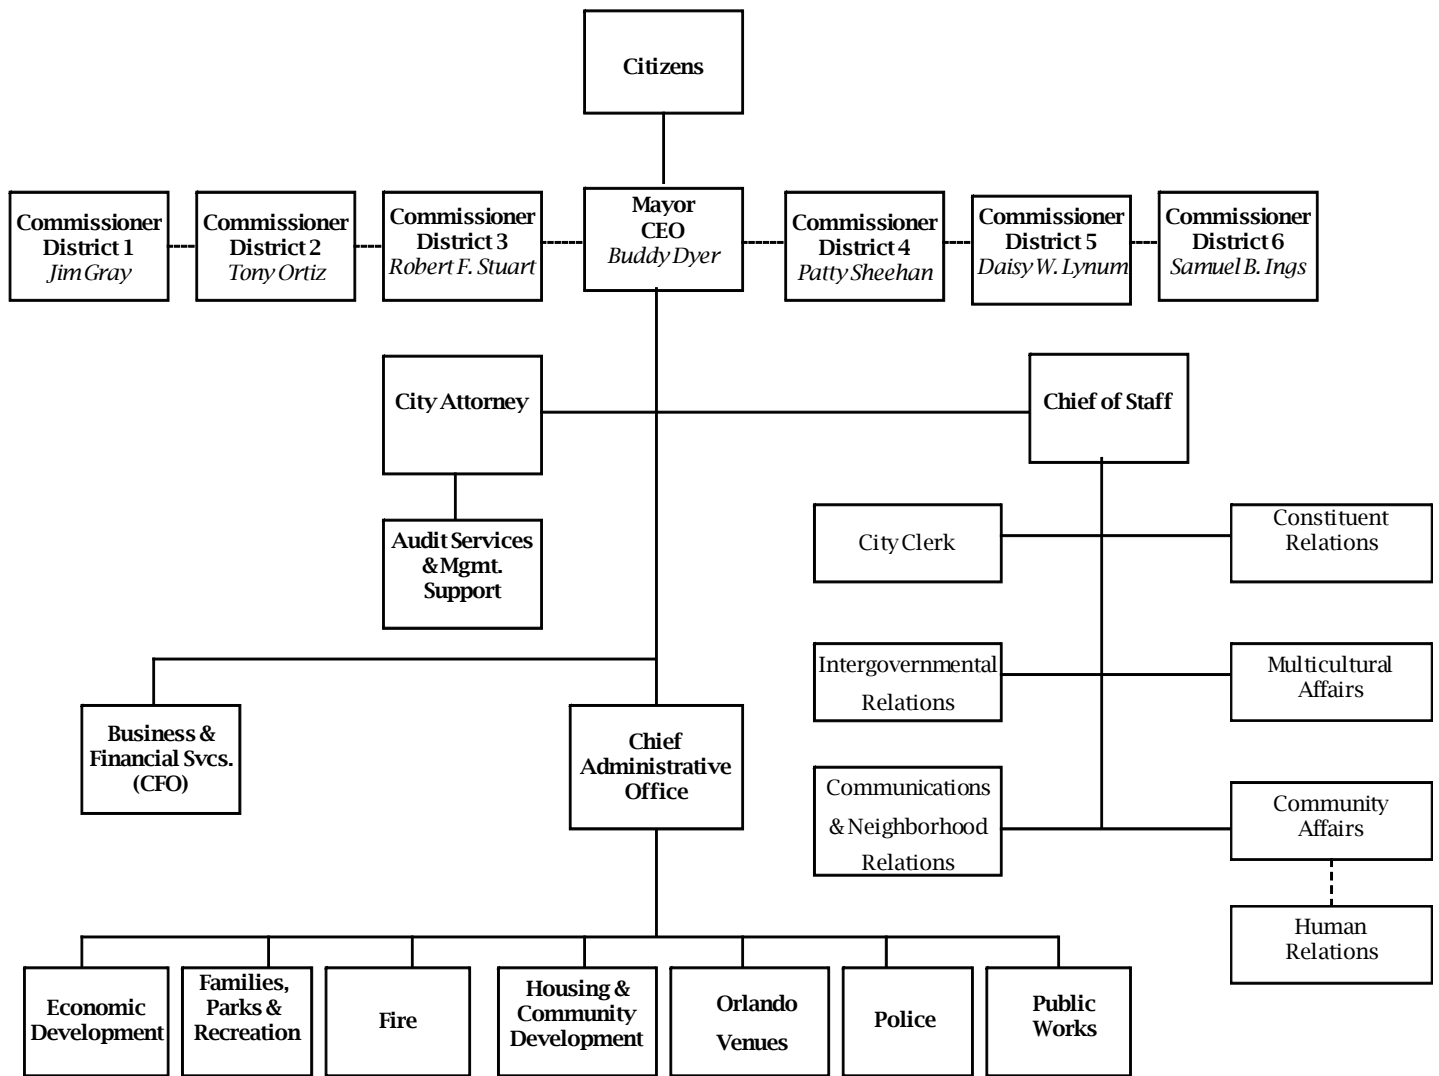 Citizens
Commissioner
District 1
Jim Gray
Commissioner
District 2
Tony Ortiz
Commissioner
District 3
Robert F. Stuart
Mayor
CEO
Buddy Dyer
Commissioner
District 4
Patty Sheehan
Commissioner
District 5
Daisy W. Lynum
Commissioner
District 6
Samuel B. Ings
City Attorney
Chief of Staff
Audit Services
& Mgmt.
Support
City Clerk
Constituent
Relations
Intergovernmental
Relations
Multicultural
Affairs
Business &
Financial Svcs.
(CFO)
Chief
Administrative
Office
Communications
& Neighborhood
Relations
Community
Affairs
Human
Relations
Economic
Development
Families,
Parks &
Recreation
Fire
Housing &
Community
Development
Orlando
Venues
Police
Public
Works